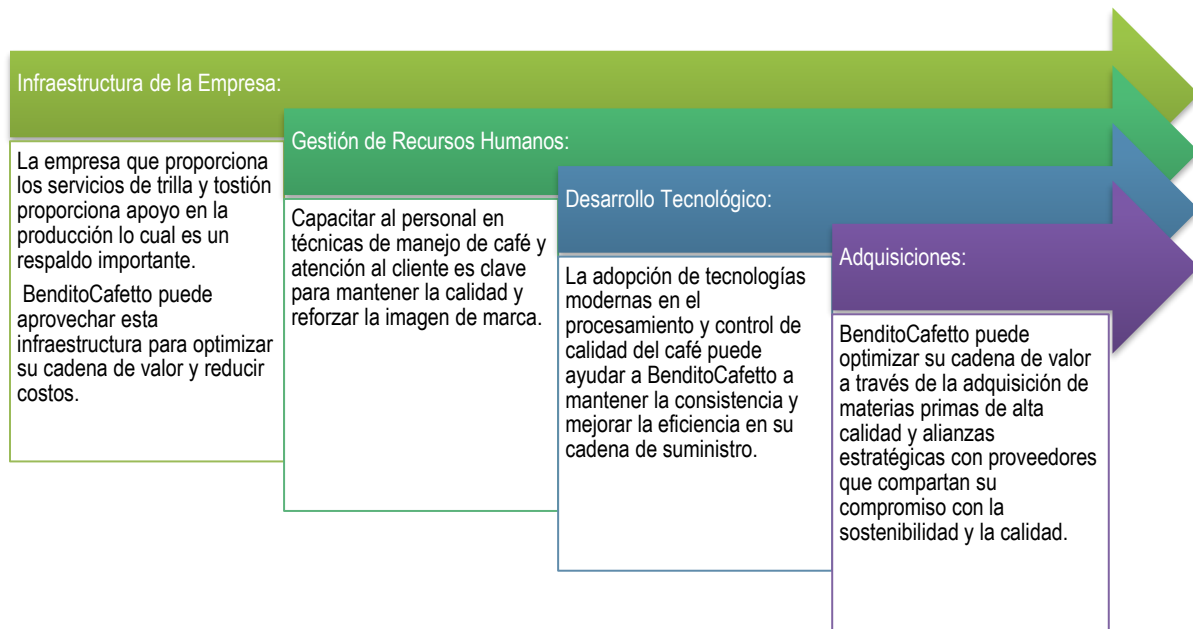 Infraestructura de la Empresa:
La empresa que proporciona
los servicios de trilla y tostión
proporciona apoyo en la
producción lo cual es un
respaldo importante.
BenditoCafetto puede
aprovechar esta
infraestructura para optimizar
su cadena de valor y reducir
costos.
Gestión de Recursos Humanos:
Capacitar al personal en
técnicas de manejo de café y
atención al cliente es clave
para mantener la calidad y
reforzar la imagen de marca.
Desarrollo Tecnológico:
La adopción de tecnologías
modernas en el
procesamiento y control de
calidad del café puede
ayudar a BenditoCafetto a
mantener la consistencia y
mejorar la eficiencia en su
cadena de suministro.
Adquisiciones:
BenditoCafetto puede
optimizar su cadena de valor
a través de la adquisición de
materias primas de alta
calidad y alianzas
estratégicas con proveedores
que compartan su
compromiso con la
sostenibilidad y la calidad.